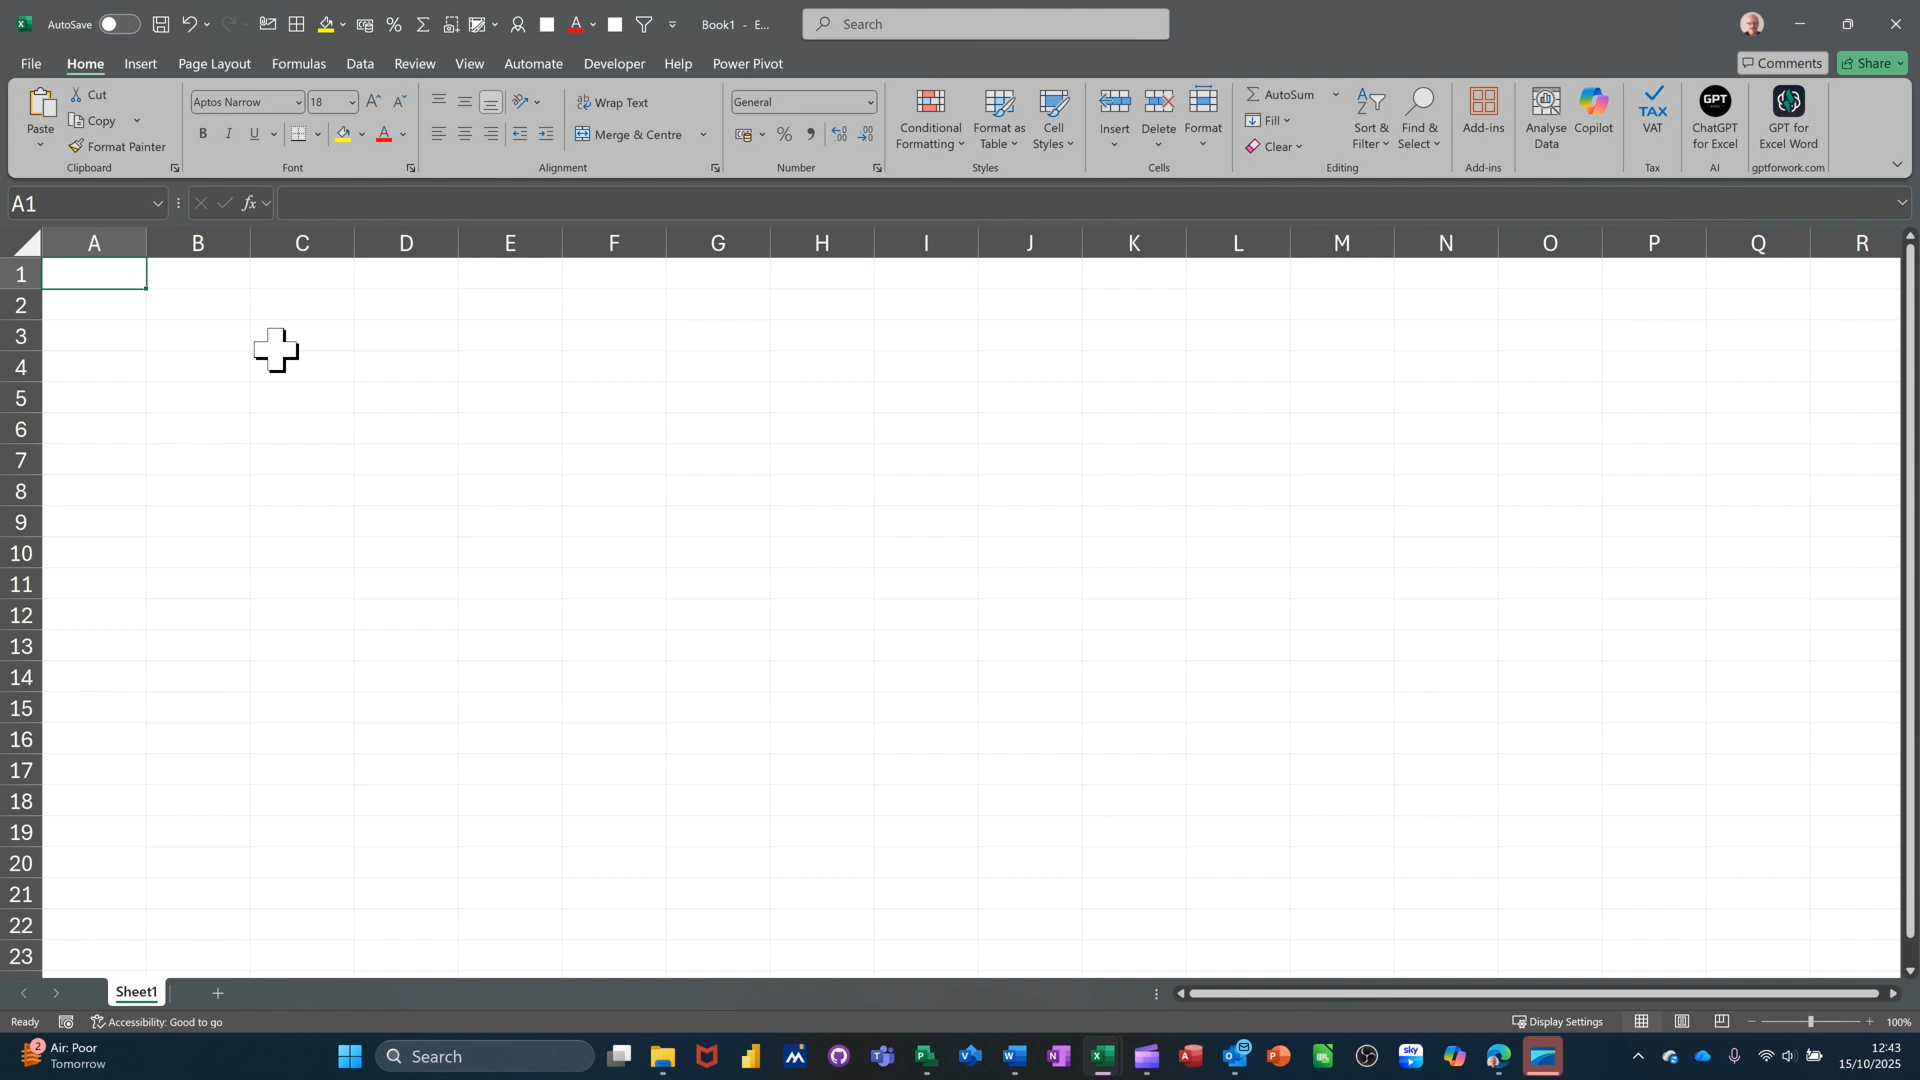 AutoSave
Book1 - E...
Search
File Home Insert Page Layout Formulas Data Review View Automate Developer Help Power Pivot
Comments Share
Paste
Cut
Copy
Format Painter
Clipboard
Aptos Narrow 18
B I U
Font
Wrap Text
Merge & Centre
Alignment
General
Number
Conditional Formatting
Format as Table
Cell Styles
Styles
Insert Delete Format
Cells
AutoSum
Fill
Clear
Sort & Filter
Find & Select
Editing
Add-ins
Add-ins
Analyse Data
Copilot
TAX
VAT
Tax
GPT
ChatGPT for Excel
AI
GPT for Excel Word
gptforwork.com
A1
fx
A B C D E F G H I J K L M N O P Q R
1
2
3
4
5
6
7
8
9
10
11
12
13
14
15
16
17
18
19
20
21
22
23
Sheet1
Ready
Accessibility: Good to go
Display Settings
100%
2
Air: Poor
Tomorrow
Search
sky
12:43
15/10/2025